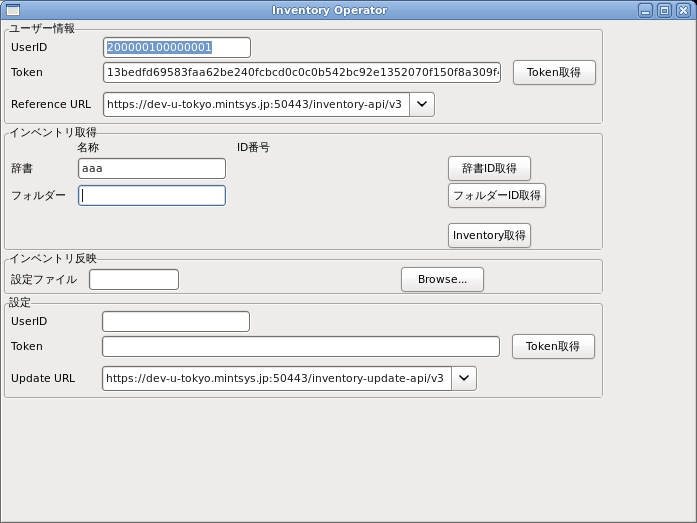 Inventory Operator
ユーザー情報
UserID 200000100000001
Token 13bedfd69583faa62be240fcbcd0c0c0b542bc92e1352070f150f8a309f4 Token取得
Reference URL https://dev-u-tokyo.mintsys.jp:50443/inventory-api/v3
インベントリ取得
名称 ID番号
辞書 aaa 辞書ID取得
フォルダー フォルダーID取得
Inventory取得
インベントリ反映
設定ファイル Browse...
設定
UserID
Token Token取得
Update URL https://dev-u-tokyo.mintsys.jp:50443/inventory-update-api/v3